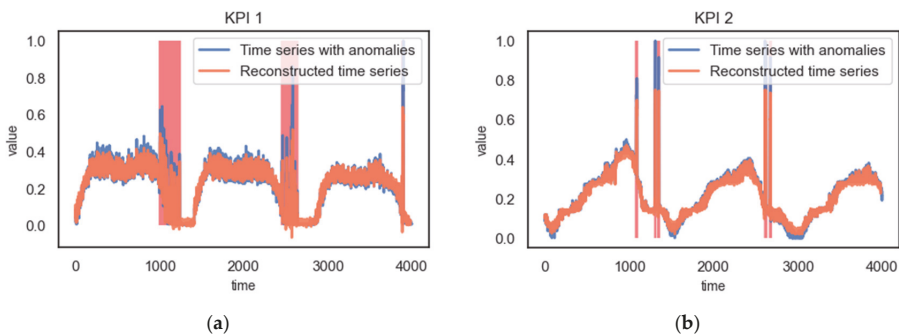 KPI 1
1.0
0.8
0.6
0.4
0.2
0.0
value
Time series with anomalies
Reconstructed time series
0 1000 2000 3000 4000
time
(a)
KPI 2
1.0
0.8
0.6
0.4
0.2
0.0
value
Time series with anomalies
Reconstructed time series
0 1000 2000 3000 4000
time
(b)